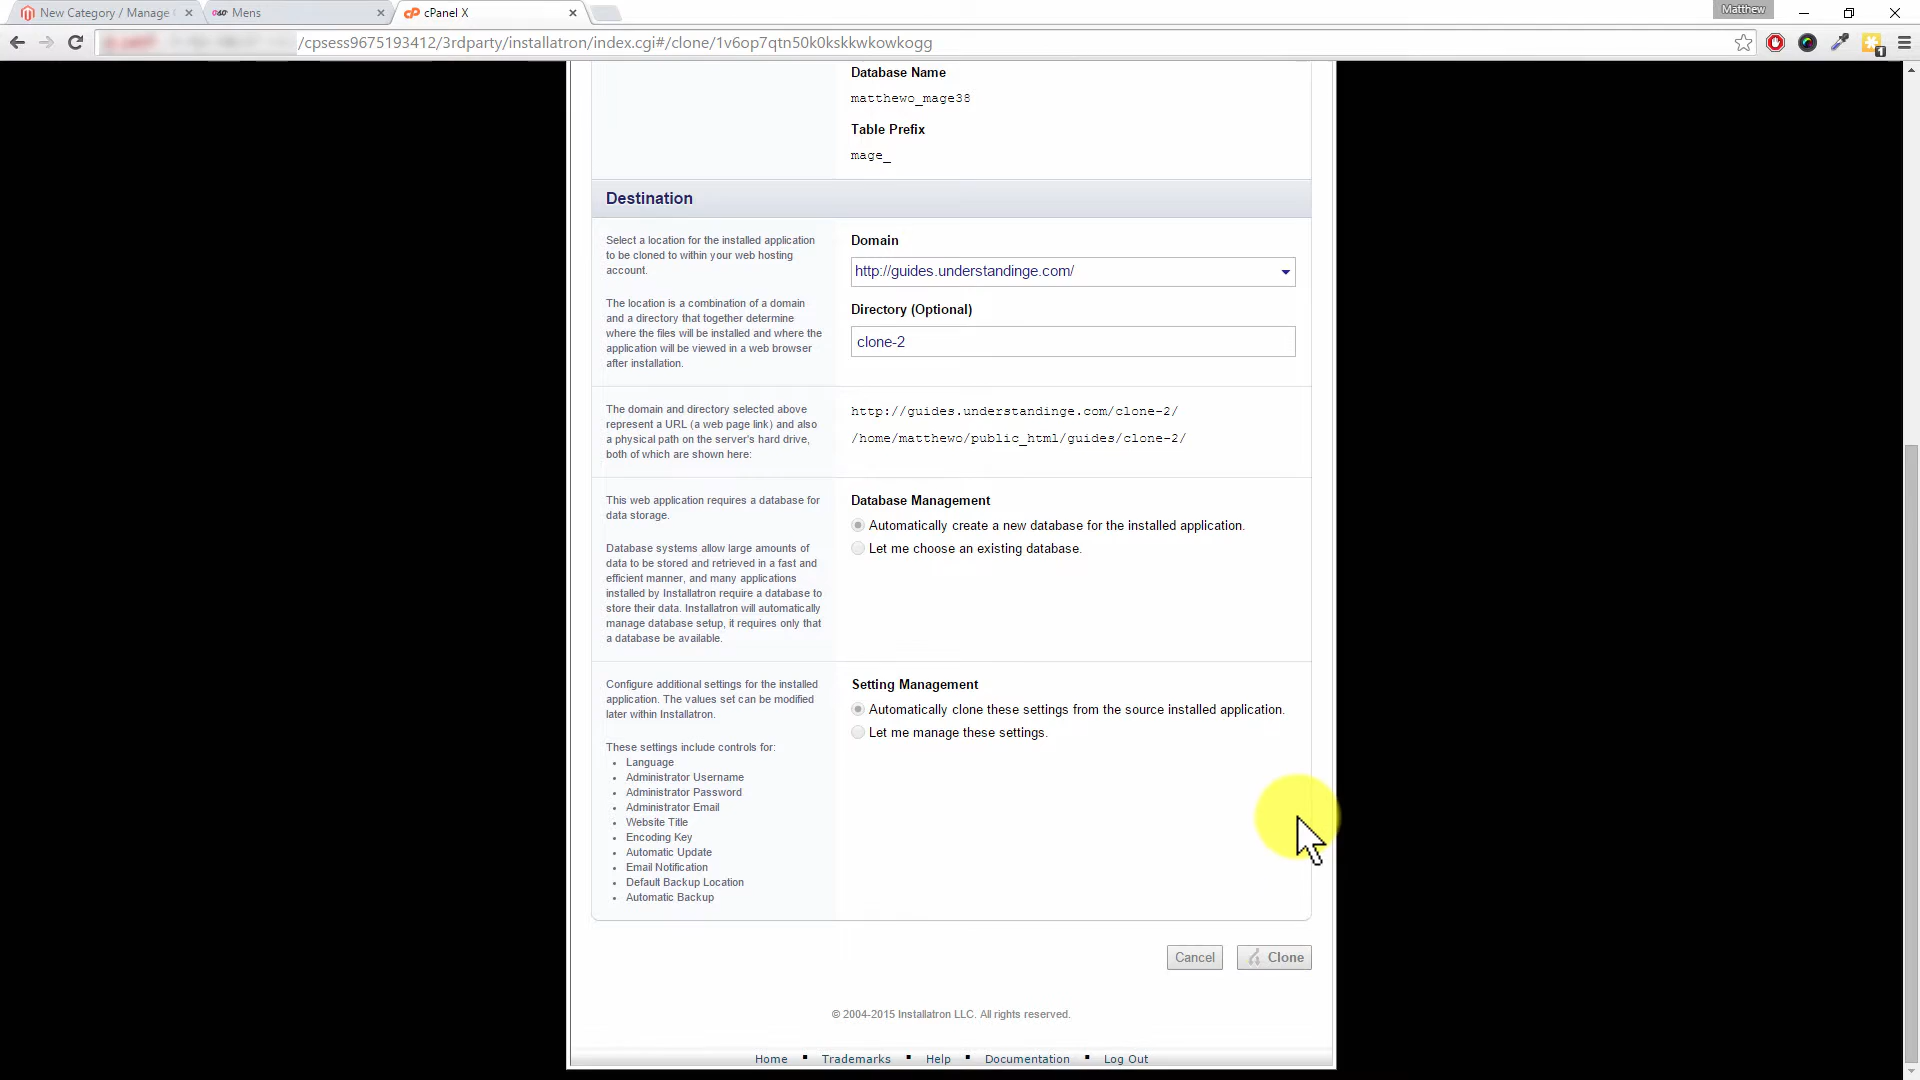 New Category / Manage
Mens
cPanel X
Matthew
/cpsess9675193412/3rdparty/installatron/index.cgi#/clone/1v6op7qtn50k0kskkwkowkogg
1
Database Name
matthewo_mage38
Table Prefix
mage_
Destination
Select a location for the installed application
to be cloned to within your web hosting
account.
The location is a combination of a domain
and a directory that together determine
where the files will be installed and where the
application will be viewed in a web browser
after installation.
Domain
http://guides.understandinge.com/
Directory (Optional)
clone-2
The domain and directory selected above
represent a URL (a web page link) and also
a physical path on the server's hard drive,
both of which are shown here:
http://guides.understandinge.com/clone-2/
/home/matthewo/public_html/guides/clone-2/
This web application requires a database for
data storage.
Database systems allow large amounts of
data to be stored and retrieved in a fast and
efficient manner, and many applications
installed by Installatron require a database to
store their data. Installatron will automatically
manage database setup, it requires only that
a database be available.
Database Management
Automatically create a new database for the installed application.
Let me choose an existing database.
Configure additional settings for the installed
application. The values set can be modified
later within Installatron.
These settings include controls for:
Language
Administrator Username
Administrator Password
Administrator Email
Website Title
Encoding Key
Automatic Update
Email Notification
Default Backup Location
Automatic Backup
Setting Management
Automatically clone these settings from the source installed application.
Let me manage these settings.
Cancel
Clone
© 2004-2015 Installatron LLC. All rights reserved.
Home ▪ Trademarks ▪ Help ▪ Documentation ▪ Log Out